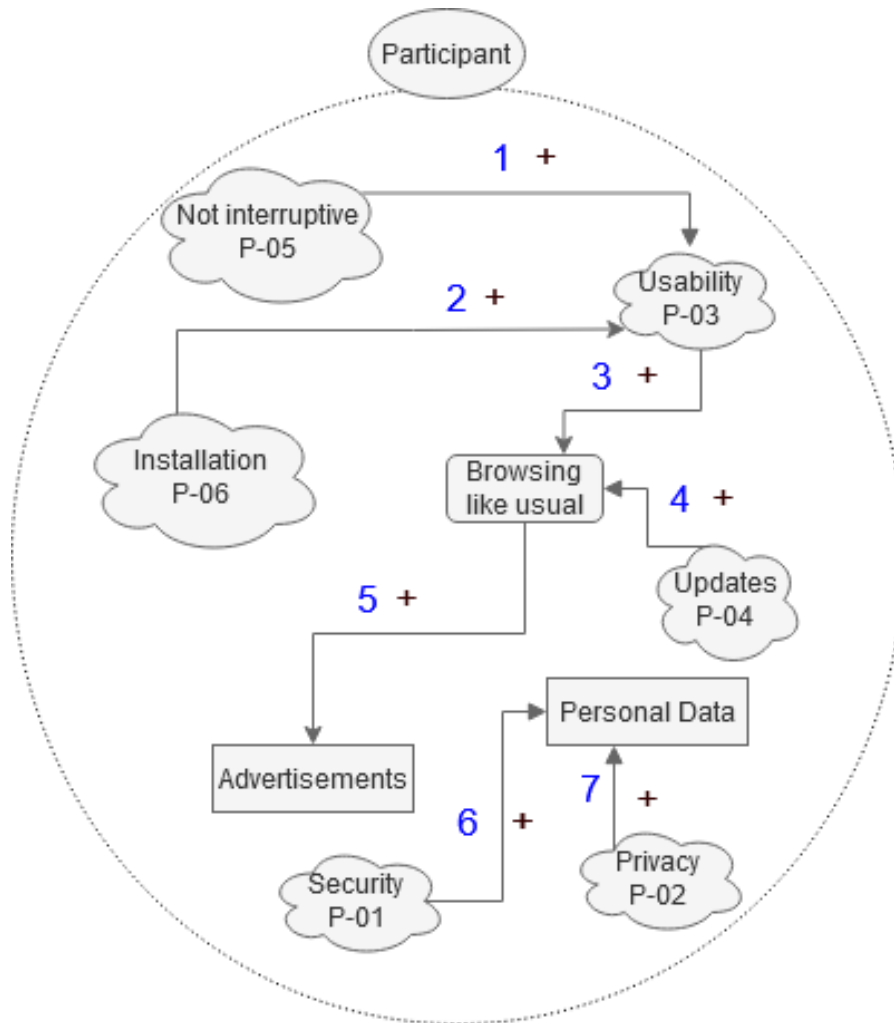 Participant
1 +
Not interruptive
P-05
Usability
P-03
2 +
3 +
Installation
P-06
Browsing
like usual
4 +
Updates
P-04
5 +
Personal Data
Advertisements
6 +
7 +
Security
P-01
Privacy
P-02